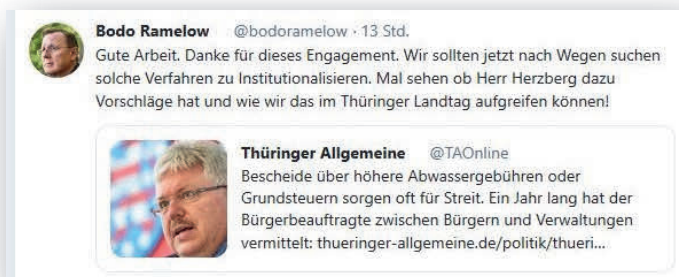 Bodo Ramelow @bodoramelow · 13 Std.
Gute Arbeit. Danke für dieses Engagement. Wir sollten jetzt nach Wegen suchen
solche Verfahren zu Institutionalisieren. Mal sehen ob Herr Herzberg dazu
Vorschläge hat und wie wir das im Thüringer Landtag aufgreifen können!
Thüringer Allgemeine @TAOnline
Bescheide über höhere Abwassergebühren oder
Grundsteuern sorgen oft für Streit. Ein Jahr lang hat der
Bürgerbeauftragte zwischen Bürgern und Verwaltungen
vermittelt: thueringer-allgemeine.de/politik/thueri...